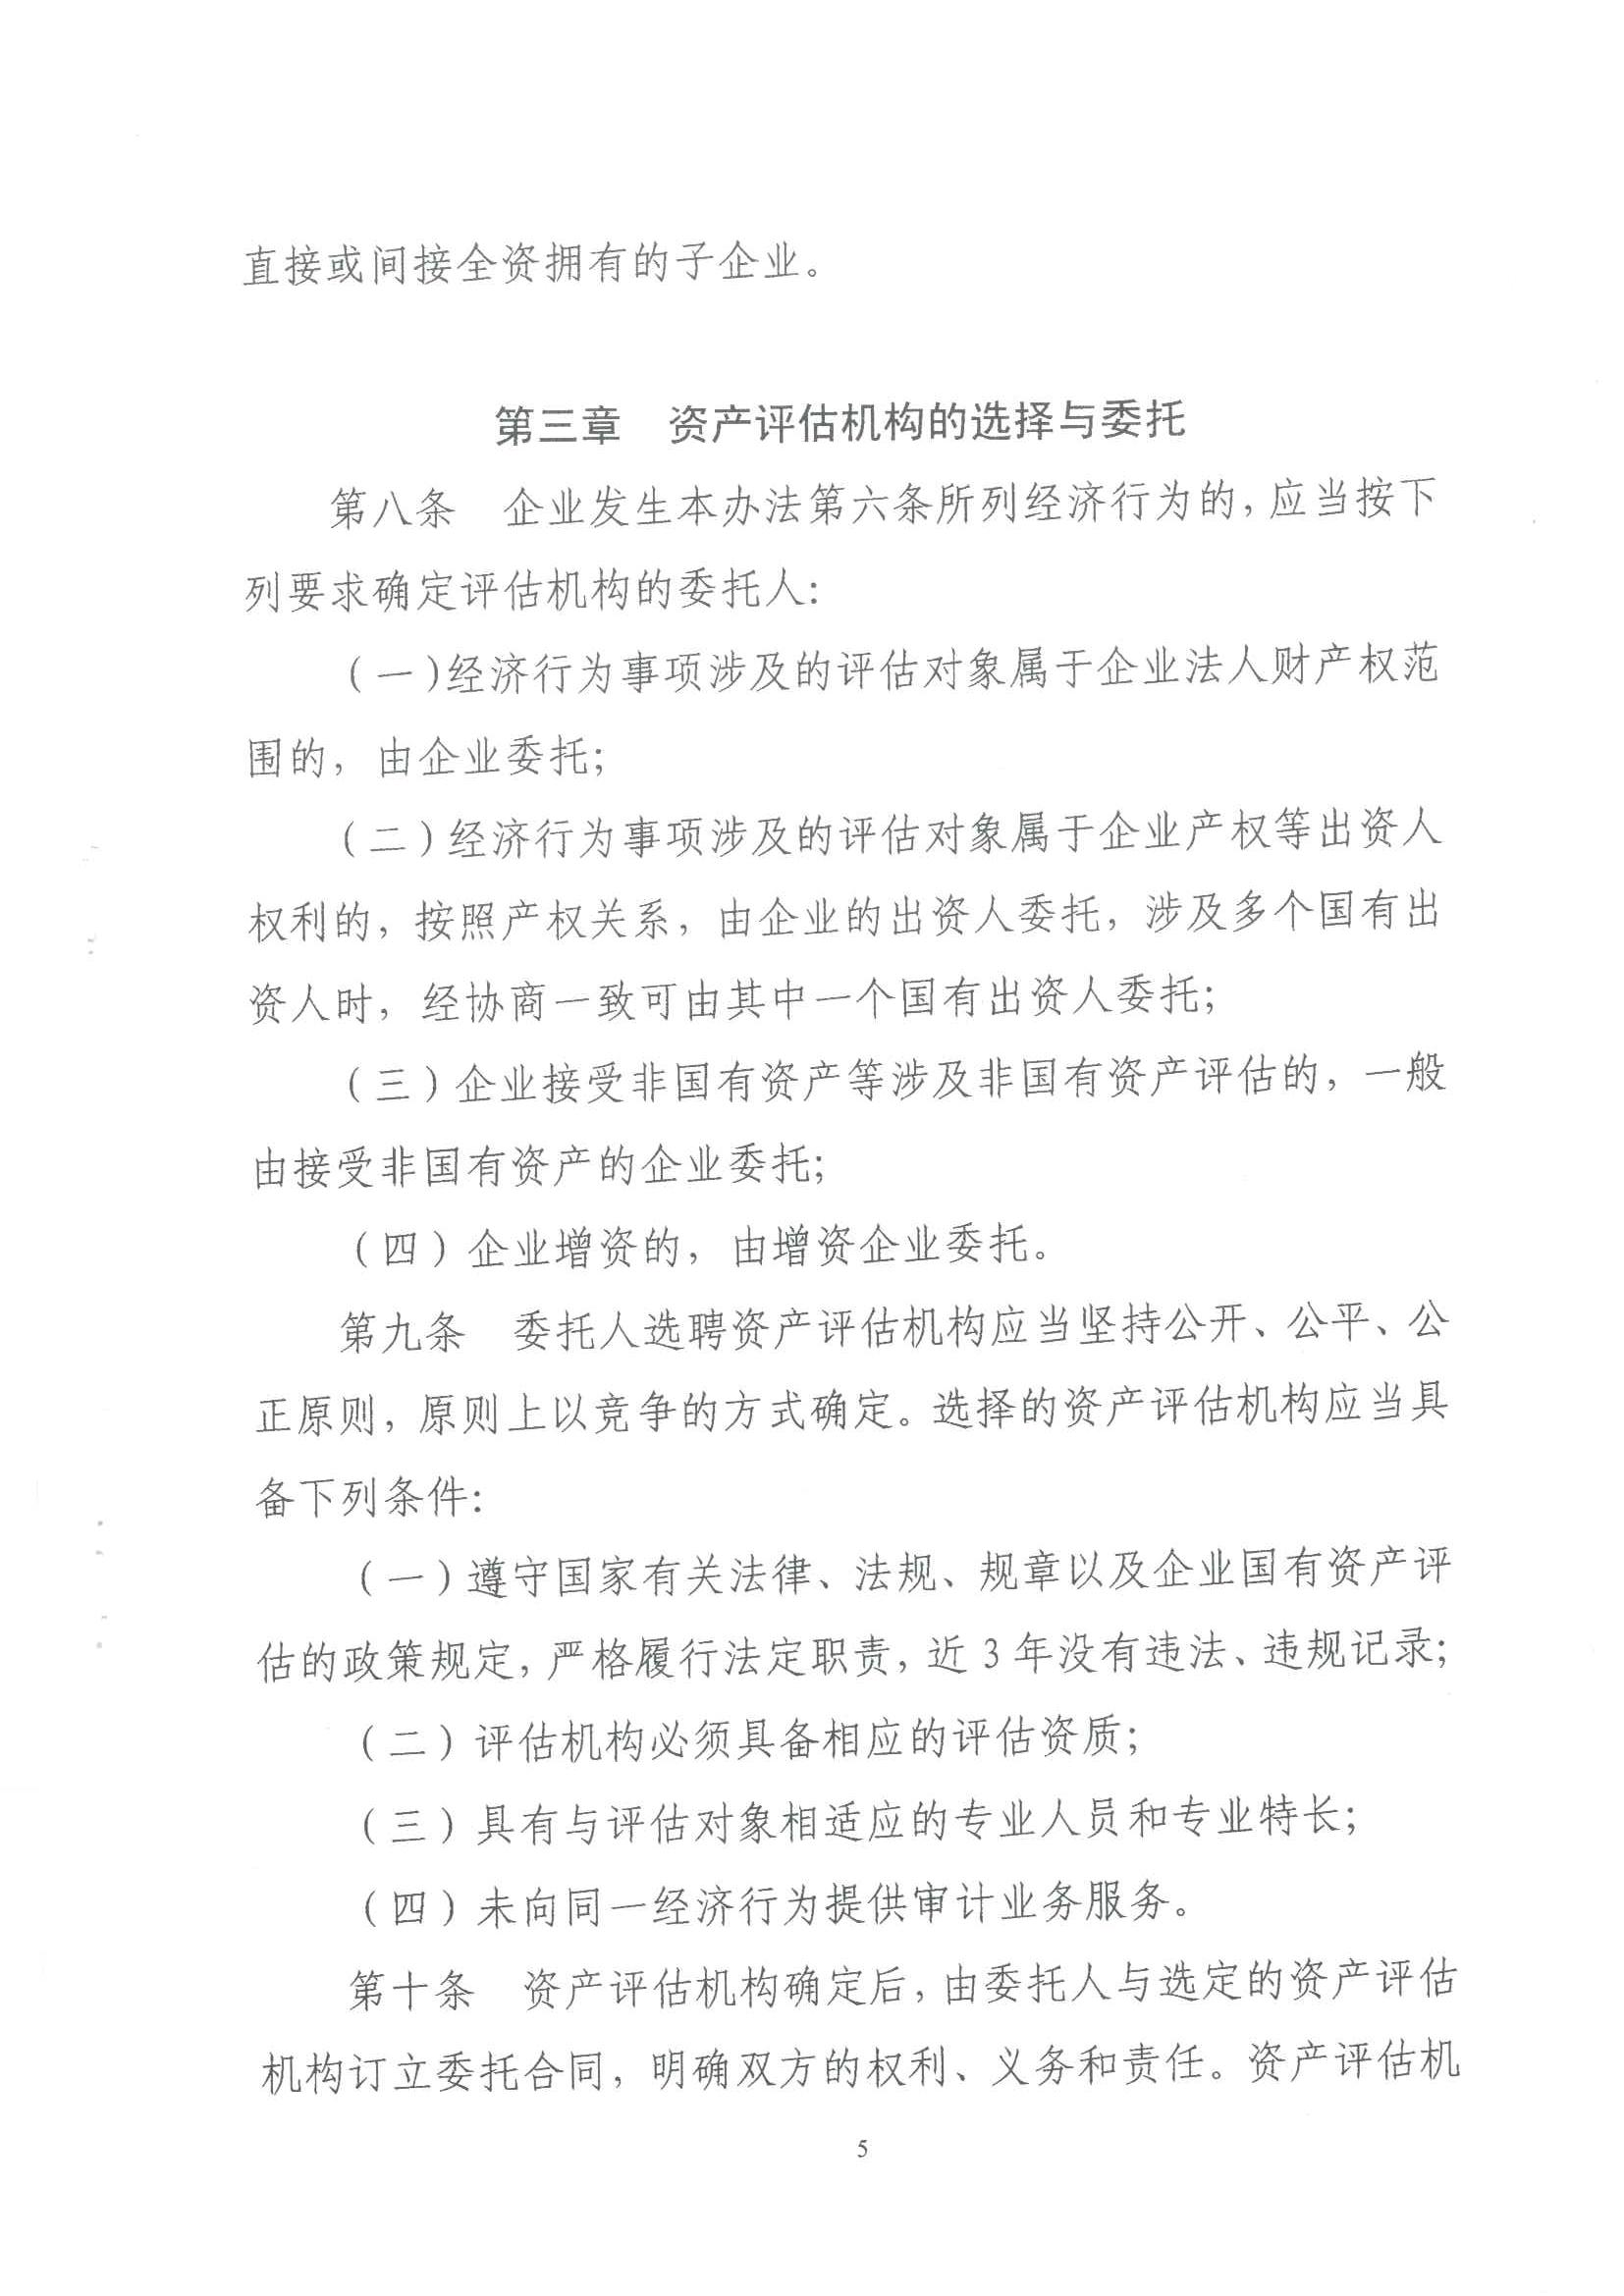 直接或间接全资拥有的子企业。
第三章　资产评估机构的选择与委托
第八条　企业发生本办法第六条所列经济行为的，应当按下
列要求确定评估机构的委托人：
（一）经济行为事项涉及的评估对象属于企业法人财产权范
围的，由企业委托；
（二）经济行为事项涉及的评估对象属于企业产权等出资人
权利的，按照产权关系，由企业的出资人委托，涉及多个国有出
资人时，经协商一致可由其中一个国有出资人委托；
（三）企业接受非国有资产等涉及非国有资产评估的，一般
由接受非国有资产的企业委托；
（四）企业增资的，由增资企业委托。
第九条　委托人选聘资产评估机构应当坚持公开、公平、公
正原则，原则上以竞争的方式确定。选择的资产评估机构应当具
备下列条件：
（一）遵守国家有关法律、法规、规章以及企业国有资产评
估的政策规定，严格履行法定职责，近 3 年没有违法、违规记录；
（二）评估机构必须具备相应的评估资质；
（三）具有与评估对象相适应的专业人员和专业特长；
（四）未向同一经济行为提供审计业务服务。
第十条　资产评估机构确定后，由委托人与选定的资产评估
机构订立委托合同，明确双方的权利、义务和责任。资产评估机
5